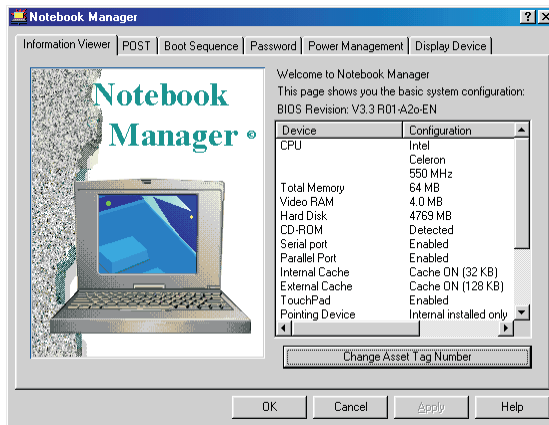 Notebook Manager
Information Viewer POST Boot Sequence Password Power Management Display Device
Notebook
Manager ®
Welcome to Notebook Manager
This page shows you the basic system configuration:
BIOS Revision: V3.3 R01-A2o-EN
Device Configuration
CPU Intel
Celeron
550 MHz
Total Memory 64 MB
Video RAM 4.0 MB
Hard Disk 4769 MB
CD-ROM Detected
Serial port Enabled
Parallel Port Enabled
Internal Cache Cache ON (32 KB)
External Cache Cache ON (128 KB)
TouchPad Enabled
Pointing Device Internal installed only
Change Asset Tag Number
OK Cancel Apply Help